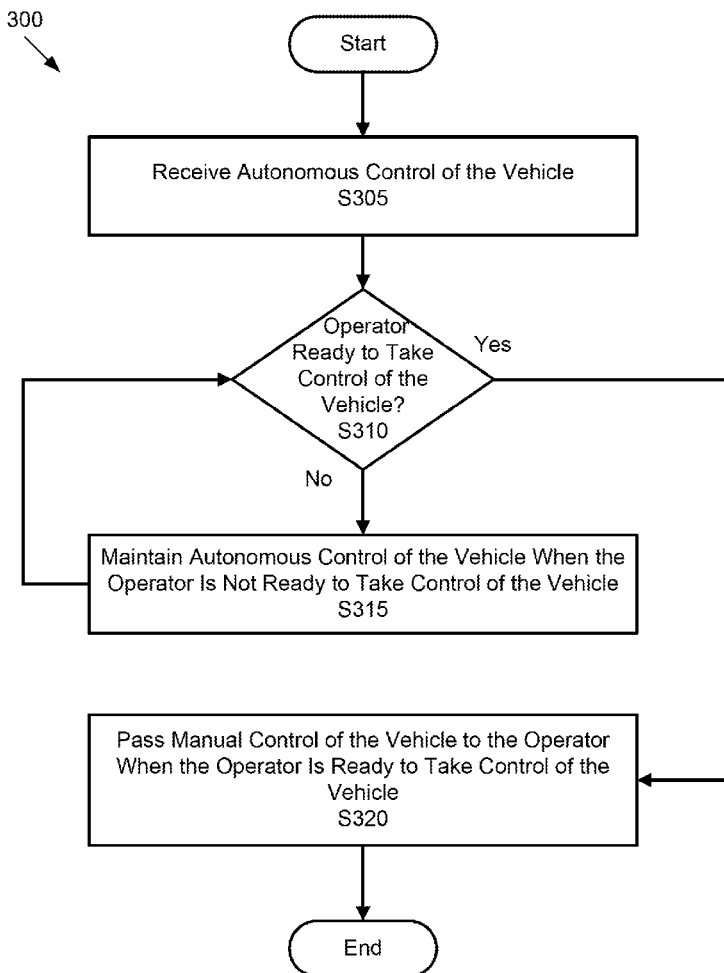 300
Start
Receive Autonomous Control of the Vehicle
S305
Operator
Ready to Take
Control of the
Vehicle?
S310
Yes
No
Maintain Autonomous Control of the Vehicle When the
Operator Is Not Ready to Take Control of the Vehicle
S315
Pass Manual Control of the Vehicle to the Operator
When the Operator Is Ready to Take Control of the
Vehicle
S320
End